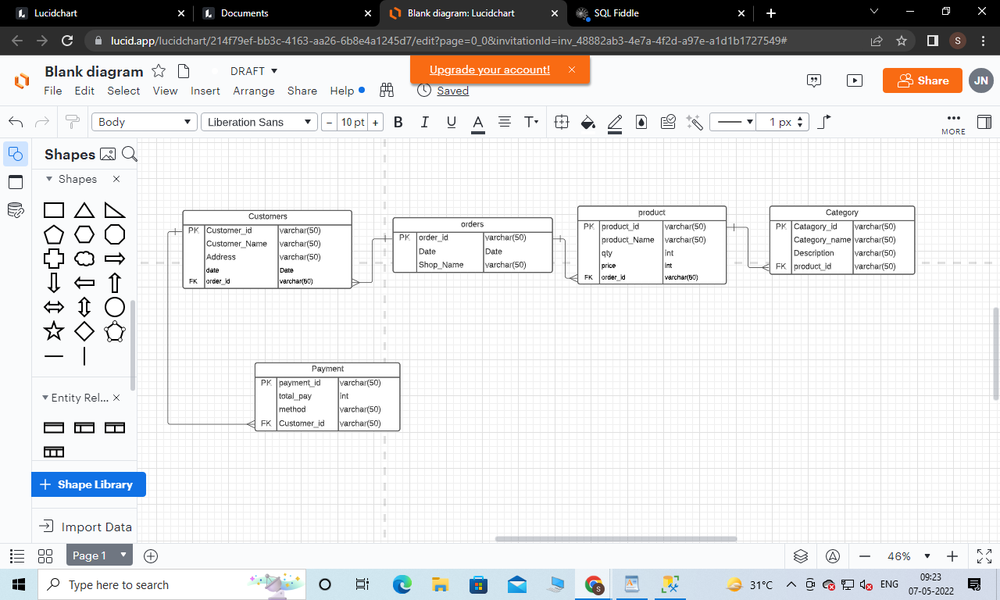 Lucidchart
Documents
Blank diagram: Lucidchart
SQL Fiddle
lucid.app/lucidchart/214f79ef-bb3c-4163-aa26-6b8e4a1245d7/edit?page=0_0&invitationId=inv_48882ab3-4e7a-4f2d-a97e-a1d1b1727549#
S
Blank diagram
DRAFT
Upgrade your account!
File Edit Select View Insert Arrange Share Help
Saved
Share
JN
Body
Liberation Sans
- 10 pt +
B I U A T
1 px
MORE
Shapes
Shapes
Entity Rel...
Shape Library
Import Data
Customers
PK Customer_id varchar(50)
Customer_Name varchar(50)
Address varchar(50)
date Date
FK order_id varchar(50)
orders
PK order_id varchar(50)
Date Date
Shop_Name varchar(50)
product
PK product_id varchar(50)
product_Name varchar(50)
qty int
price int
FK order_id varchar(50)
Category
PK Catagory_id varchar(50)
Category_name varchar(50)
Description varchar(50)
FK product_id varchar(50)
Payment
PK payment_id varchar(50)
total_pay int
method varchar(50)
FK Customer_id varchar(50)
Page 1
46%
Type here to search
31°C
ENG
09:23
07-05-2022